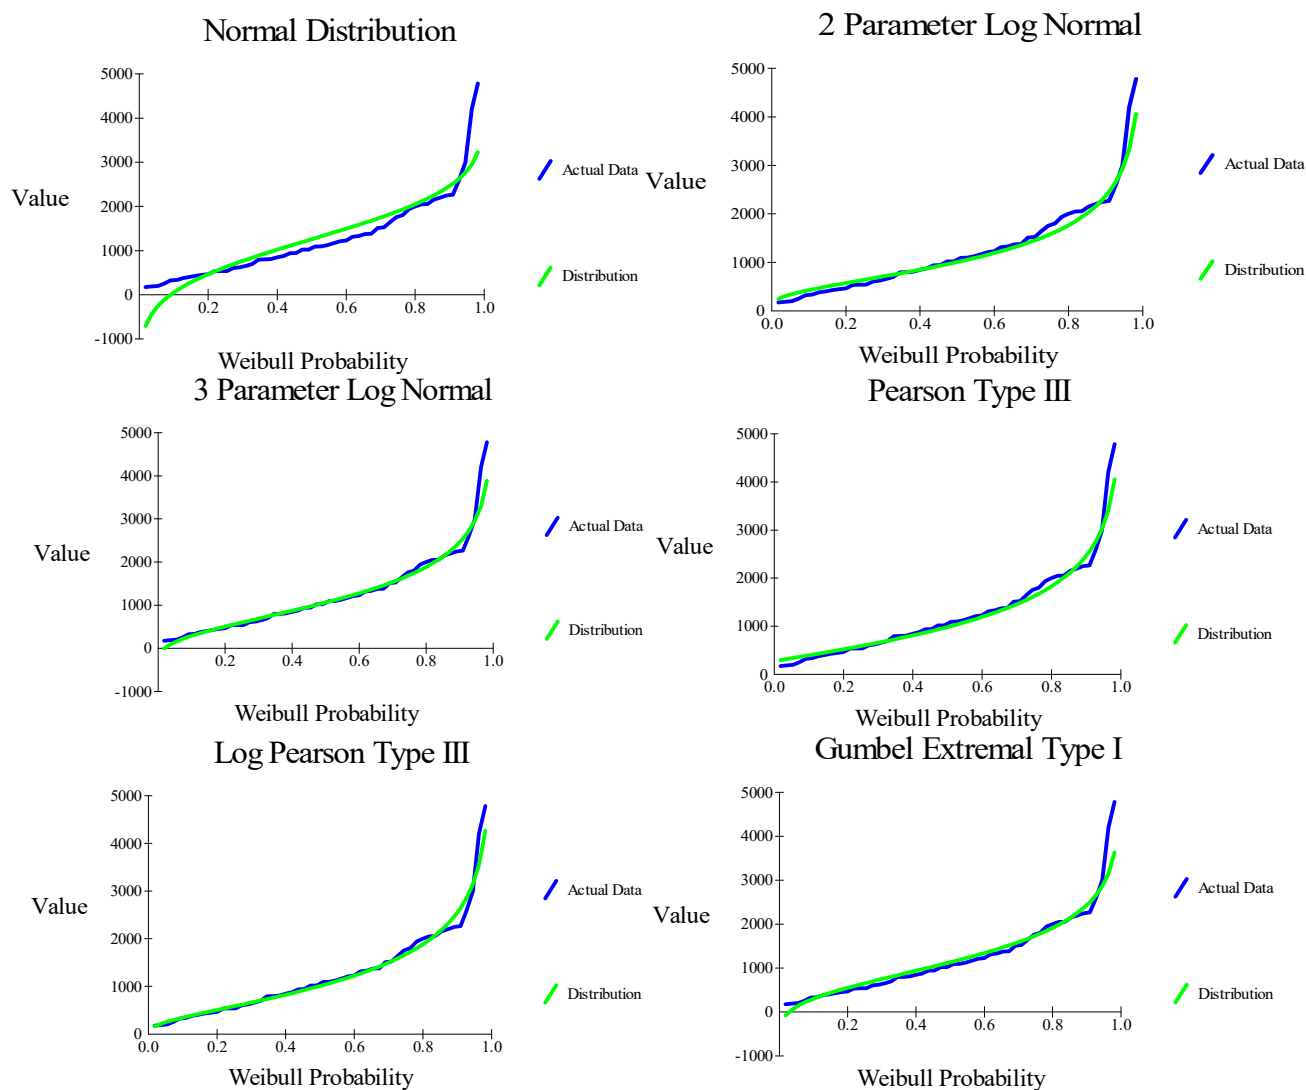 Normal Distribution
5000
4000
3000
2000
1000
0
-1000
0.2
0.4
0.6
0.8
1.0
Value
Weibull Probability
Actual Data
Distribution
2 Parameter Log Normal
5000
4000
3000
2000
1000
0
0.0
0.2
0.4
0.6
0.8
1.0
Value
Weibull Probability
Actual Data
Distribution
3 Parameter Log Normal
5000
4000
3000
2000
1000
0
-1000
0.2
0.4
0.6
0.8
1.0
Value
Weibull Probability
Actual Data
Distribution
Pearson Type III
5000
4000
3000
2000
1000
0
0.0
0.2
0.4
0.6
0.8
1.0
Value
Weibull Probability
Actual Data
Distribution
Log Pearson Type III
5000
4000
3000
2000
1000
0
0.0
0.2
0.4
0.6
0.8
1.0
Value
Weibull Probability
Actual Data
Distribution
Gumbel Extremal Type I
5000
4000
3000
2000
1000
0
-1000
0.2
0.4
0.6
0.8
1.0
Value
Weibull Probability
Actual Data
Distribution